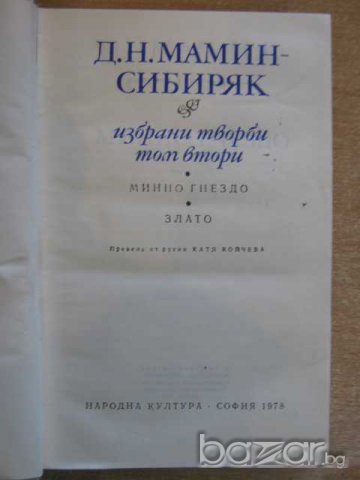 Д.Н.МАМИН-
СИБИРЯК
избрани творби
том втори
МИННО ГНЕЗДО
ЗЛАТО
Превела от руски КАТЯ КОЙЧЕВА
НАРОДНА КУЛТУРА · СОФИЯ 1978
bazar.bg